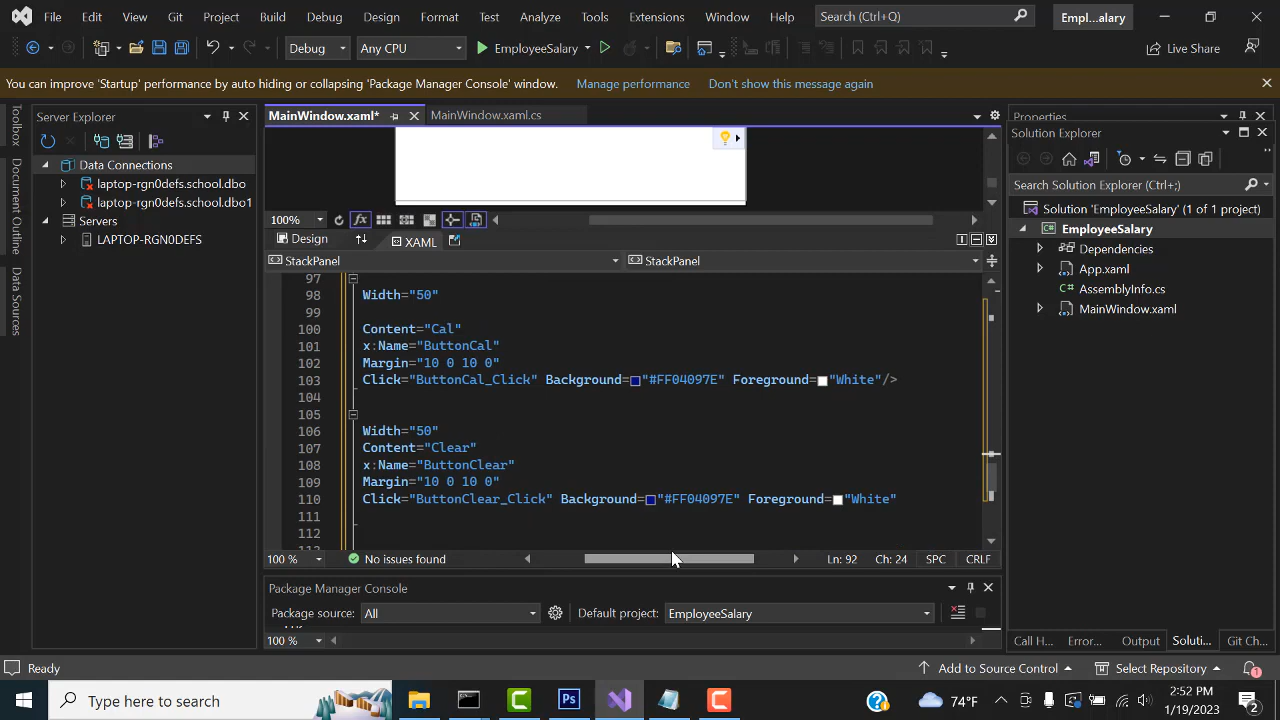 File Edit View Git Project Build Debug Design Format Test Analyze Tools Extensions Window Help Search (Ctrl+Q) Empl...alary
Debug Any CPU EmployeeSalary Live Share
You can improve 'Startup' performance by auto hiding or collapsing 'Package Manager Console' window. Manage performance Don't show this message again
Toolbox
Document Outline
Data Sources
Server Explorer
Data Connections
laptop-rgn0defs.school.dbo
laptop-rgn0defs.school.dbo1
Servers
LAPTOP-RGN0DEFS
MainWindow.xaml* MainWindow.xaml.cs
100%
Design XAML
StackPanel StackPanel
97
98 Width="50"
99
100 Content="Cal"
101 x:Name="ButtonCal"
102 Margin="10 0 10 0"
103 Click="ButtonCal_Click" Background="#FF04097E" Foreground="White"/>
104
105
106 Width="50"
107 Content="Clear"
108 x:Name="ButtonClear"
109 Margin="10 0 10 0"
110 Click="ButtonClear_Click" Background="#FF04097E" Foreground="White"
111
112
100 % No issues found Ln: 92 Ch: 24 SPC CRLF
Package Manager Console
Package source: All Default project: EmployeeSalary
100 %
Properties
Solution Explorer
Search Solution Explorer (Ctrl+;)
Solution 'EmployeeSalary' (1 of 1 project)
EmployeeSalary
Dependencies
App.xaml
AssemblyInfo.cs
MainWindow.xaml
Call H... Error... Output Soluti... Git Ch...
Ready Add to Source Control Select Repository 1
Type here to search 74°F :52 PM
1/19/2023 2